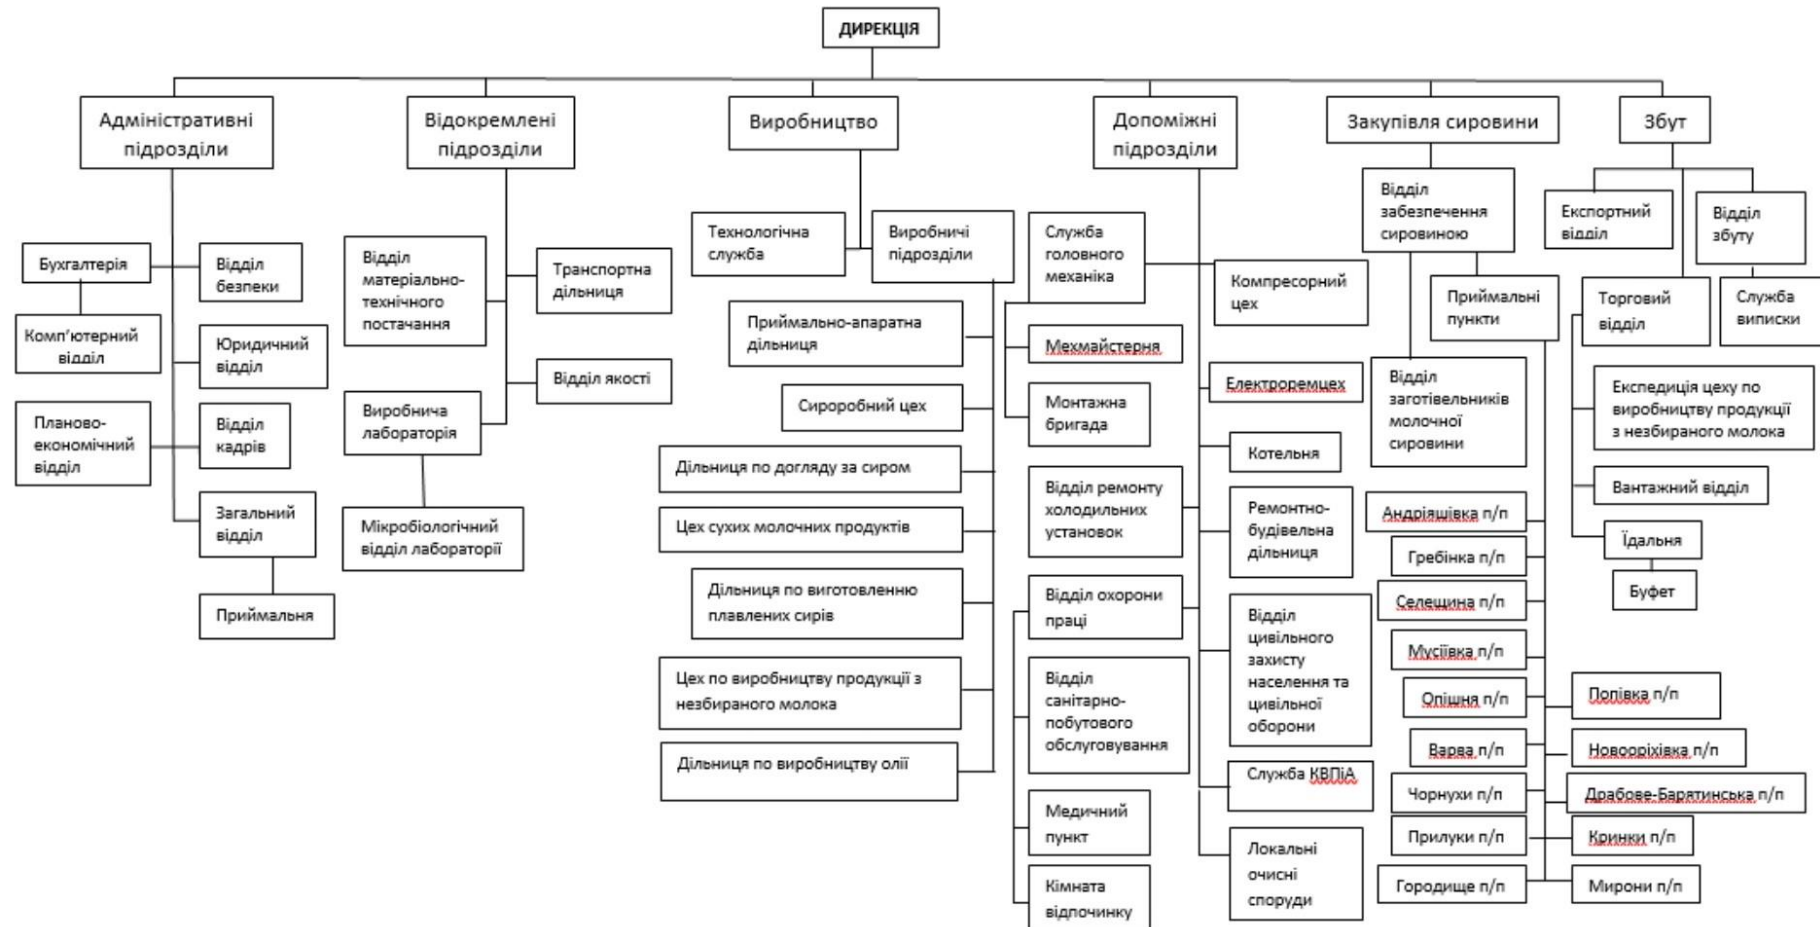 ДИРЕКЦІЯ
Адміністративні
підрозділи
Відокремлені
підрозділи
Виробництво
Допоміжні
підрозділи
Закупівля сировини
Збут
Бухгалтерія
Комп'ютерний
відділ
Планово-
економічний
відділ
Відділ
безпеки
Юридичний
відділ
Відділ
кадрів
Загальний
відділ
Приймальня
Відділ
матеріально-
технічного
постачання
Транспортна
дільниця
Відділ якості
Виробнича
лабораторія
Мікробіологічний
відділ лабораторії
Технологічна
служба
Виробничі
підрозділи
Приймально-апаратна
дільниця
Сироробний цех
Дільниця по догляду за сиром
Цех сухих молочних продуктів
Дільниця по виготовленню
плавлених сирів
Цех по виробництву продукції з
незбираного молока
Дільниця по виробництву олії
Служба
головного
механіка
Мехмайстерня
Монтажна
бригада
Відділ ремонту
холодильних
установок
Відділ охорони
праці
Відділ
санітарно-
побутового
обслуговування
Медичний
пункт
Кімната
відпочинку
Компресорний
цех
Електроремцех
Котельня
Ремонтно-
будівельна
дільниця
Відділ
цивільного
захисту
населення та
цивільної
оборони
Служба КВПіА
Локальні
очисні
споруди
Відділ
забезпечення
сировиною
Приймальні
пункти
Відділ
заготівельників
молочної
сировини
Андріяшівка п/п
Гребінка п/п
Селещина п/п
Мусіївка п/п
Опішня п/п
Варва п/п
Чорнухи п/п
Прилуки п/п
Городище п/п
Попівка п/п
Новооріхівка п/п
Драбове-Барятинська п/п
Кринки п/п
Мирони п/п
Експортний
відділ
Відділ
збуту
Торговий
відділ
Служба
виписки
Експедиція цеху по
виробництву продукції
з незбираного молока
Вантажний відділ
Їдальня
Буфет